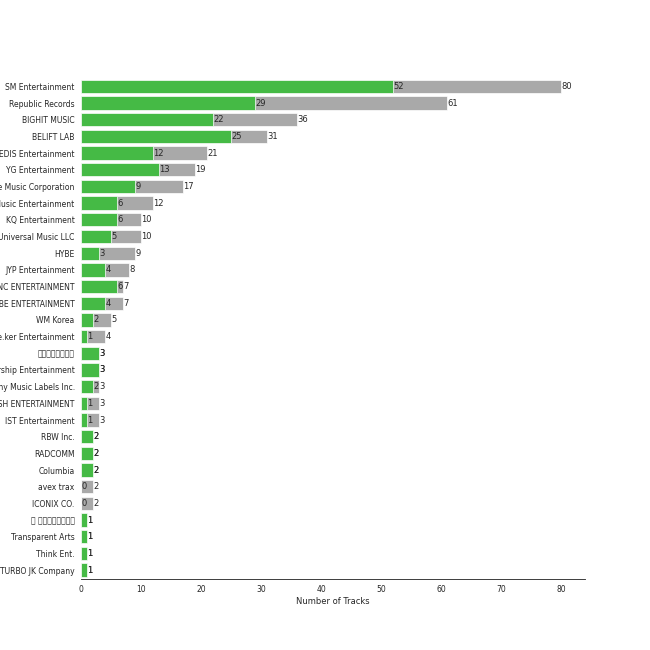 SM Entertainment 52 80
Republic Records 29 61
BIGHIT MUSIC 22 36
BELIFT LAB 25 31
EDIS Entertainment 12 21
YG Entertainment 13 19
e Music Corporation 9 17
Music Entertainment 6 12
KQ Entertainment 6 10
Universal Music LLC 5 10
HYBE 3 9
JYP Entertainment 4 8
NC ENTERTAINMENT 6 7
BE ENTERTAINMENT 4 7
WM Korea 2 5
e.ker Entertainment 1 4
3
rship Entertainment 3
ny Music Labels Inc. 2 3
SH ENTERTAINMENT 1 3
IST Entertainment 1 3
RBW Inc. 2
RADCOMM 2
Columbia 2
avex trax 0 2
ICONIX CO. 0 2
1
Transparent Arts 1
Think Ent. 1
TURBO JK Company 1
0 10 20 30 40 50 60 70 80
Number of Tracks